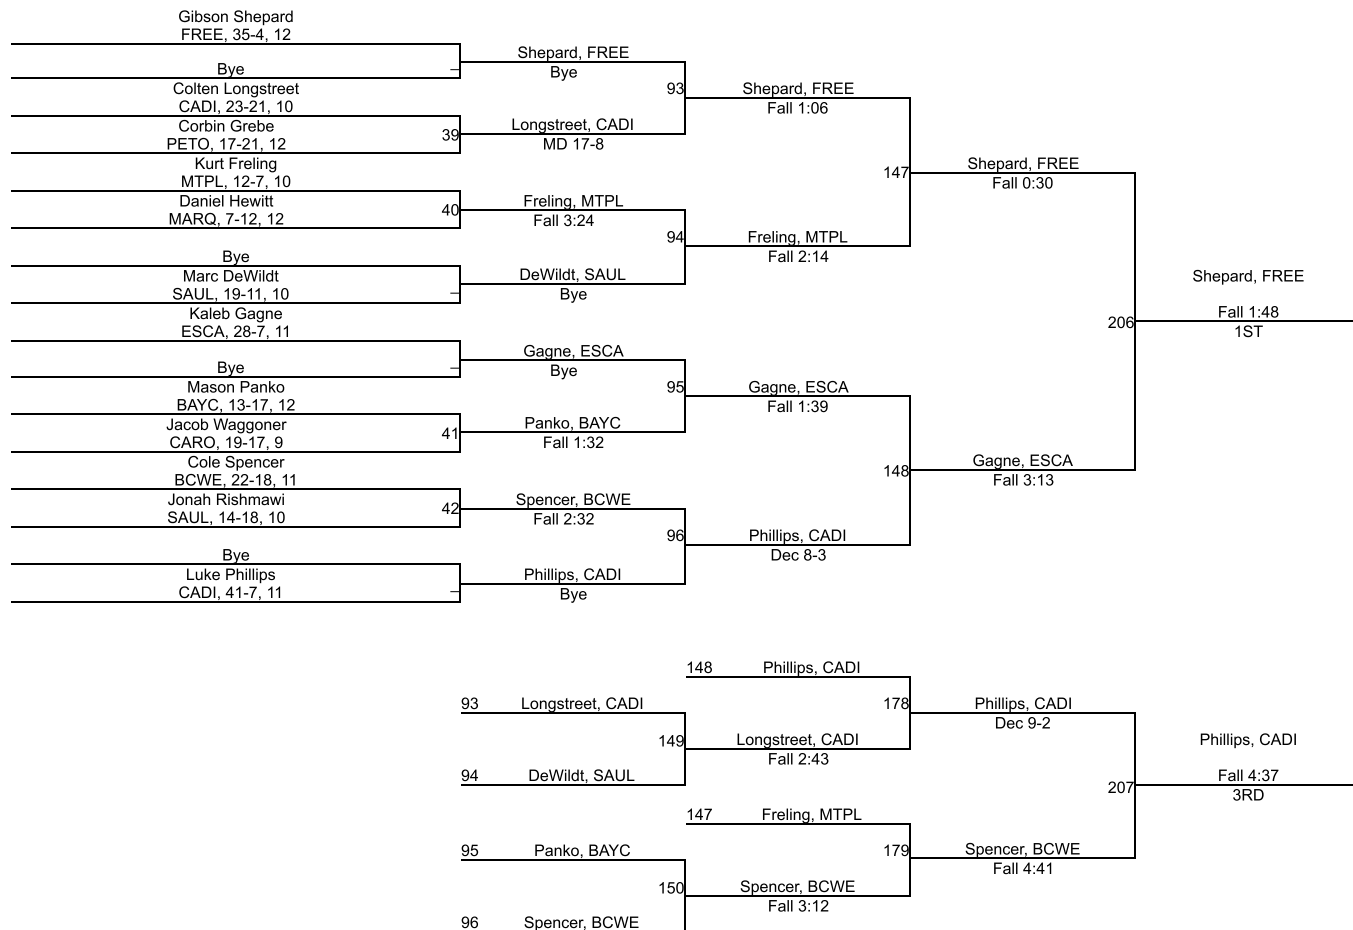 Gibson Shepard
FREE, 35-4, 12
Bye
–
Colten Longstreet
CADI, 23-21, 10
Corbin Grebe
PETO, 17-21, 12
39
Kurt Freling
MTPL, 12-7, 10
Daniel Hewitt
MARQ, 7-12, 12
40
Bye
Marc DeWildt
SAUL, 19-11, 10
–
Kaleb Gagne
ESCA, 28-7, 11
Bye
–
Mason Panko
BAYC, 13-17, 12
Jacob Waggoner
CARO, 19-17, 9
41
Cole Spencer
BCWE, 22-18, 11
Jonah Rishmawi
SAUL, 14-18, 10
42
Bye
Luke Phillips
CADI, 41-7, 11
–
Shepard, FREE
Bye
93
Longstreet, CADI
MD 17-8
Freling, MTPL
Fall 3:24
94
DeWildt, SAUL
Bye
Gagne, ESCA
Bye
95
Panko, BAYC
Fall 1:32
Spencer, BCWE
Fall 2:32
96
Phillips, CADI
Bye
Shepard, FREE
Fall 1:06
147
Freling, MTPL
Fall 2:14
Gagne, ESCA
Fall 1:39
148
Phillips, CADI
Dec 8-3
Shepard, FREE
Fall 0:30
206
Gagne, ESCA
Fall 3:13
Shepard, FREE
Fall 1:48
1ST
93 Longstreet, CADI
149
94 DeWildt, SAUL
95 Panko, BAYC
150
96 Spencer, BCWE
148 Phillips, CADI
178
Longstreet, CADI
Fall 2:43
147 Freling, MTPL
179
Spencer, BCWE
Fall 3:12
Phillips, CADI
Dec 9-2
207
Spencer, BCWE
Fall 4:41
Phillips, CADI
Fall 4:37
3RD